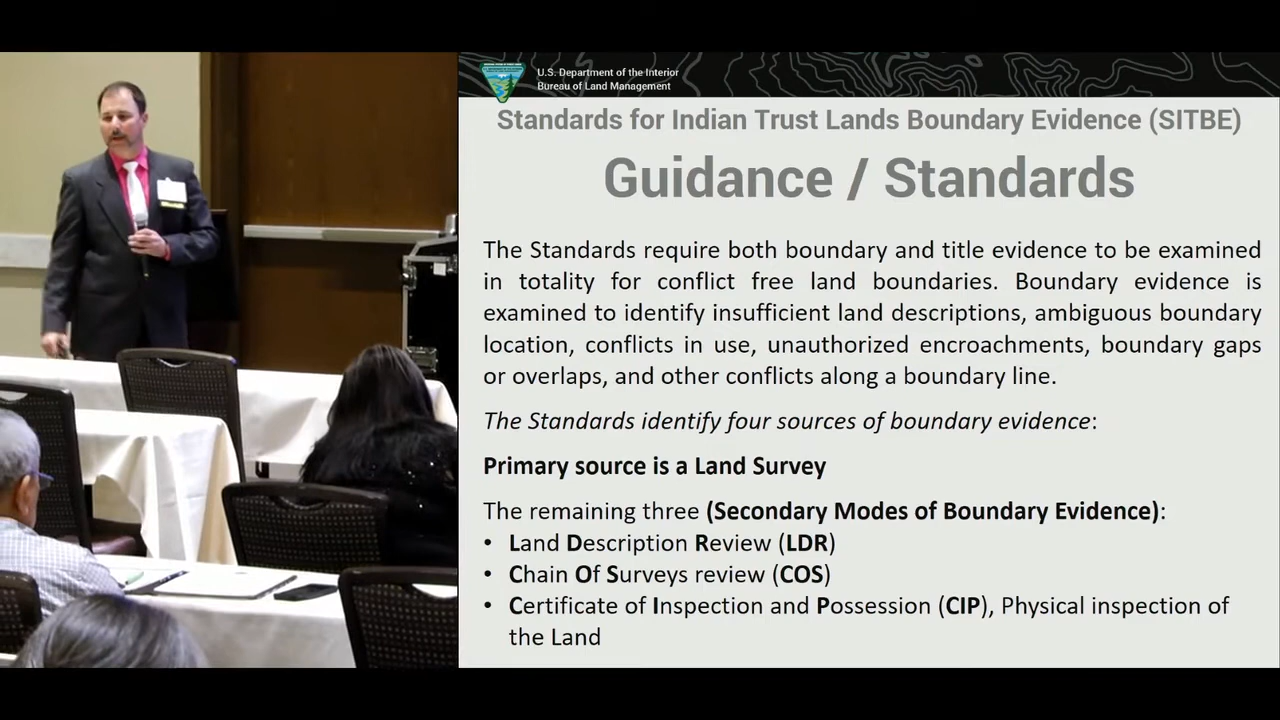 U.S. Department of the Interior
Bureau of Land Management
Standards for Indian Trust Lands Boundary Evidence (SITBE)
Guidance / Standards
The Standards require both boundary and title evidence to be examined
in totality for conflict free land boundaries. Boundary evidence is
examined to identify insufficient land descriptions, ambiguous boundary
location, conflicts in use, unauthorized encroachments, boundary gaps
or overlaps, and other conflicts along a boundary line.
The Standards identify four sources of boundary evidence:
Primary source is a Land Survey
The remaining three (Secondary Modes of Boundary Evidence):
• Land Description Review (LDR)
• Chain Of Surveys review (COS)
• Certificate of Inspection and Possession (CIP), Physical inspection of
the Land